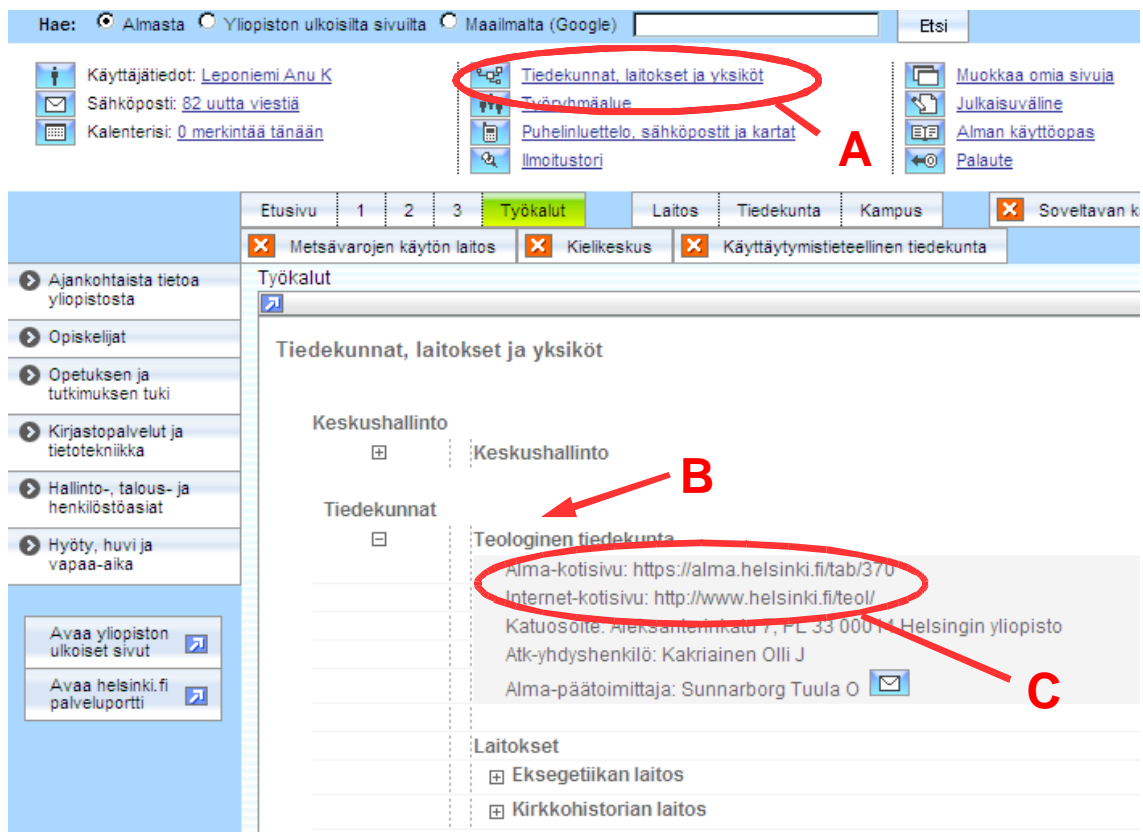 Hae: Almasta Yliopiston ulkoisilta sivuilta Maailmalta (Google) Etsi
Käyttäjätiedot: Leponiemi Anu K
Sähköposti: 82 uutta viestiä
Kalenterisi: 0 merkintää tänään
Tiedekunnat, laitokset ja yksiköt
Työryhmäalue
Puhelinluettelo, sähköpostit ja kartat
Ilmoitustori
A
Muokkaa omia sivuja
Julkaisuväline
Alman käyttöopas
Palaute
Etusivu 1 2 3 Työkalut Laitos Tiedekunta Kampus Soveltavan k
Metsävarojen käytön laitos Kielikeskus Käyttäytymistieteellinen tiedekunta
Ajankohtaista tietoa
yliopistosta
Opiskelijat
Opetuksen ja
tutkimuksen tuki
Kirjastopalvelut ja
tietotekniikka
Hallinto-, talous- ja
henkilöstöasiat
Hyöty, huvi ja
vapaa-aika
Avaa yliopiston
ulkoiset sivut
Avaa helsinki.fi
palveluportti
Työkalut
Tiedekunnat, laitokset ja yksiköt
Keskushallinto
Keskushallinto
B
Tiedekunnat
Teologinen tiedekunta
Alma-kotisivu: https://alma.helsinki.fi/tab/370
Internet-kotisivu: http://www.helsinki.fi/teol/
Katuosoite: Aleksanterinkatu 7, PL 33 00014 Helsingin yliopisto
Atk-yhdyshenkilö: Kakriainen Olli J
Alma-päätoimittaja: Sunnarborg Tuula O
C
Laitokset
Eksegetiikan laitos
Kirkkohistorian laitos